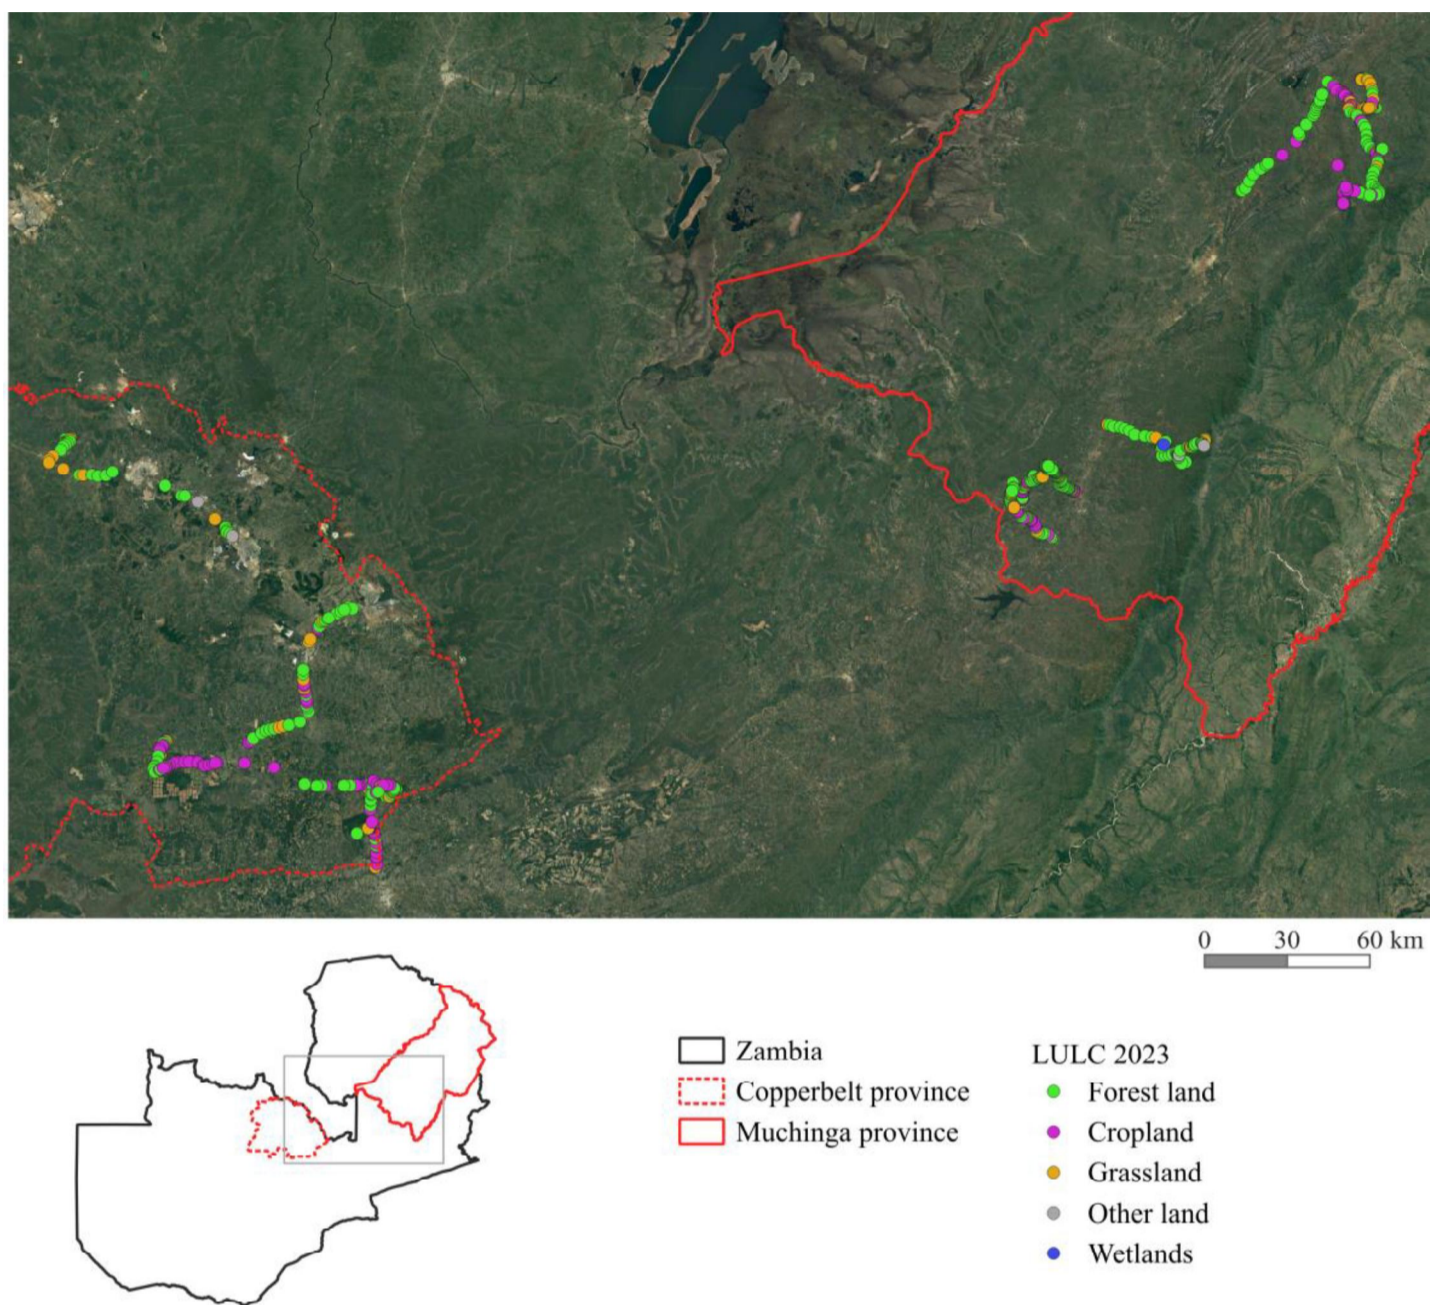 0 30 60 km
Zambia
Copperbelt province
Muchinga province
LULC 2023
Forest land
Cropland
Grassland
Other land
Wetlands